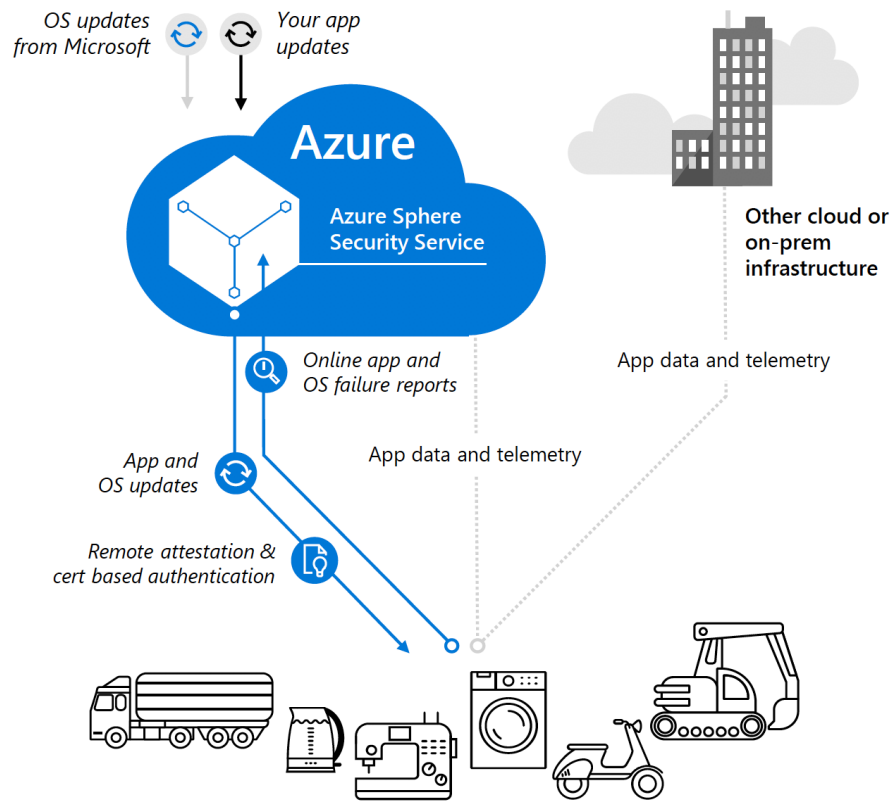 OS updates
from Microsoft
Your app
updates
Azure
Azure Sphere
Security Service
Other cloud or
on-prem
infrastructure
Online app and
OS failure reports
App data and telemetry
App data and telemetry
App and
OS updates
Remote attestation &
cert based authentication